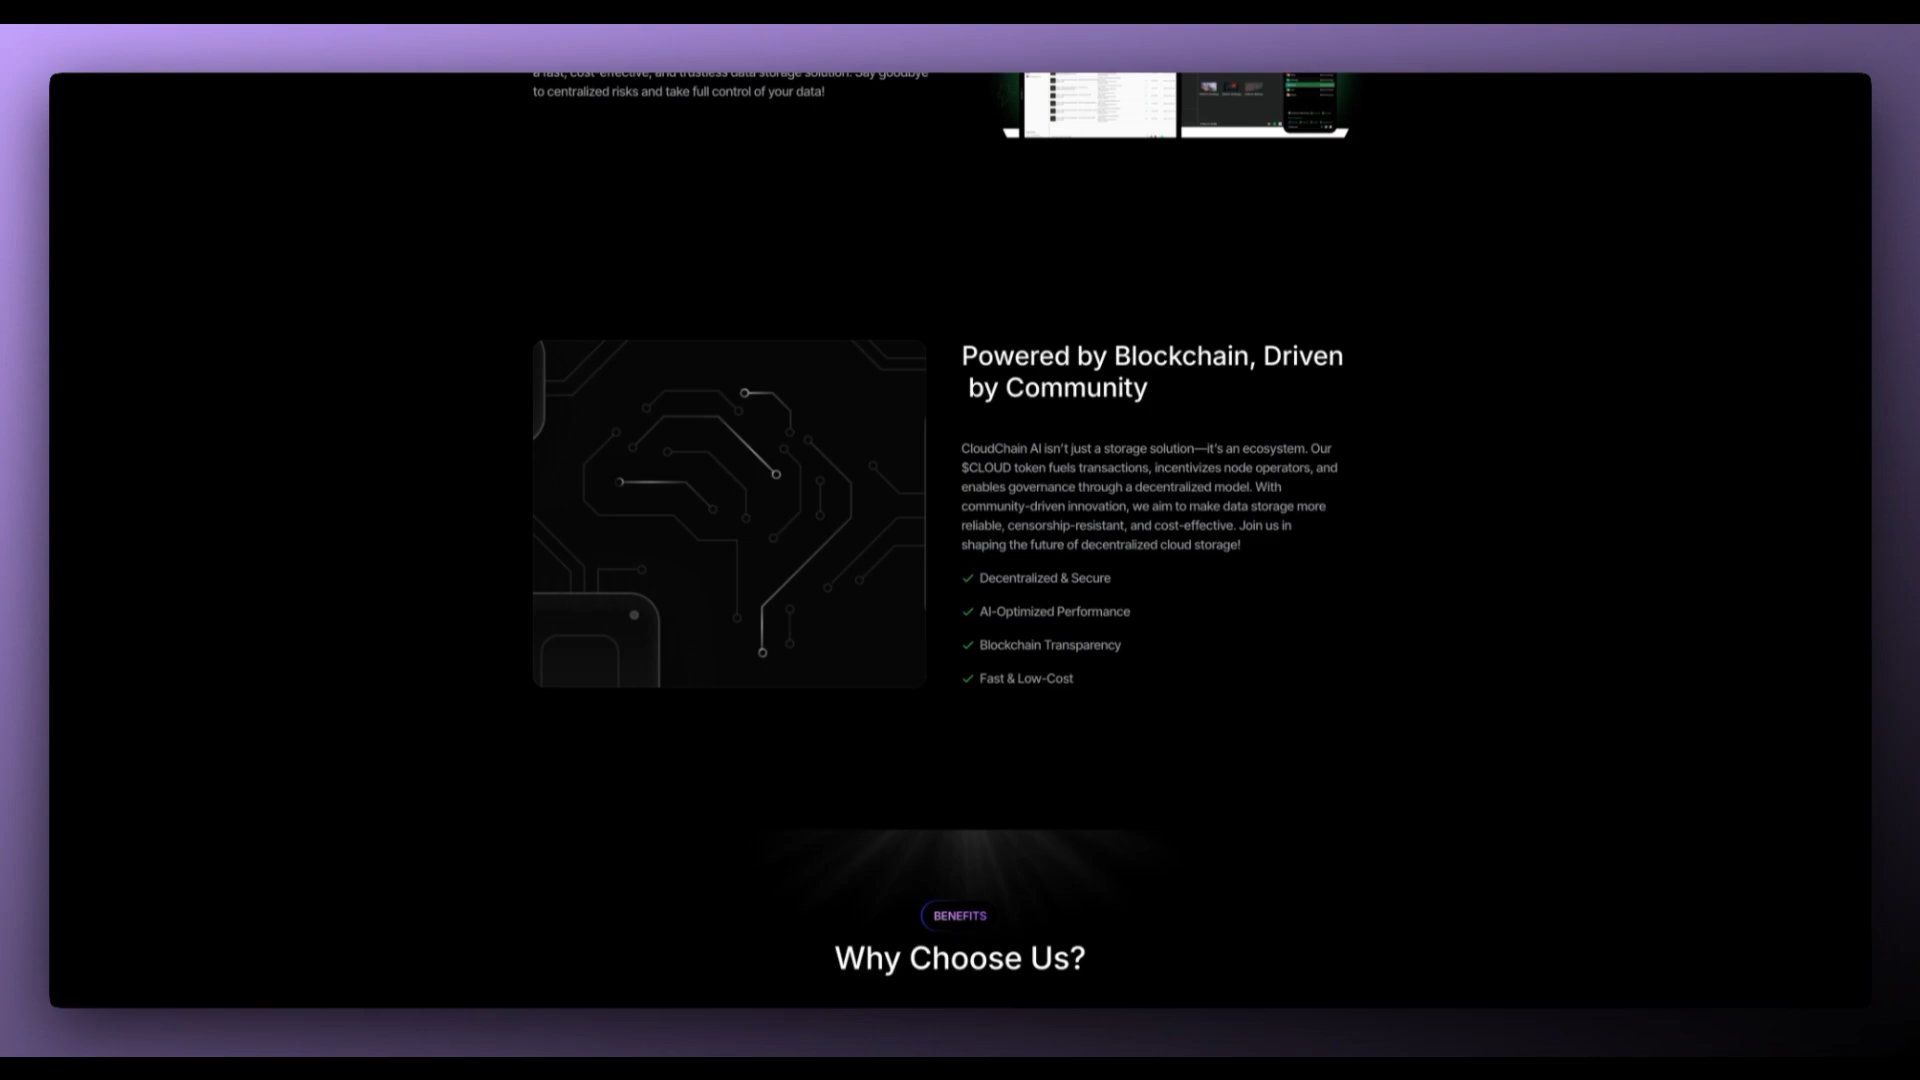 a fast, cost-effective, and trustless data storage solution. Say goodbye
to centralized risks and take full control of your data!
Powered by Blockchain, Driven
by Community
CloudChain AI isn't just a storage solution—it's an ecosystem. Our
$CLOUD token fuels transactions, incentivizes node operators, and
enables governance through a decentralized model. With
community-driven innovation, we aim to make data storage more
reliable, censorship-resistant, and cost-effective. Join us in
shaping the future of decentralized cloud storage!
Decentralized & Secure
AI-Optimized Performance
Blockchain Transparency
Fast & Low-Cost
BENEFITS
Why Choose Us?